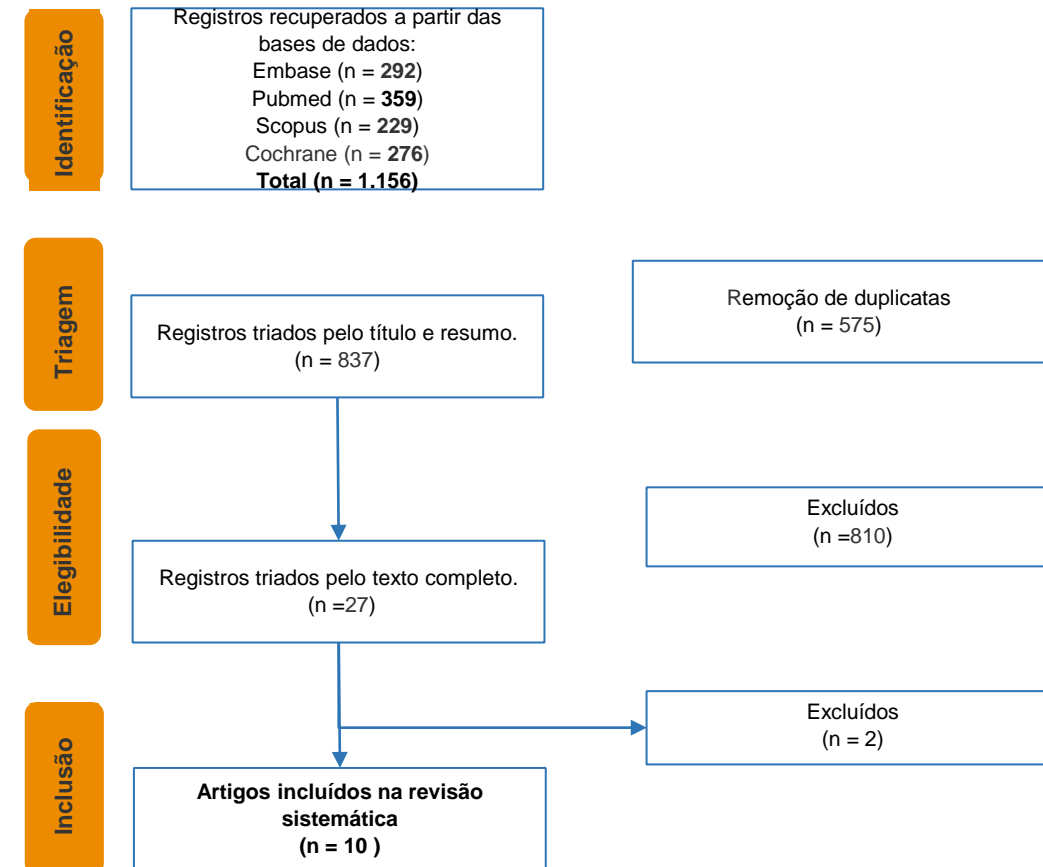 Identificação
Registros recuperados a partir das
bases de dados:
Embase (n = 292)
Pubmed (n = 359)
Scopus (n = 229)
Cochrane (n = 276)
Total (n = 1.156)
Triagem
Registros triados pelo título e resumo.
(n = 837)
Remoção de duplicatas
(n = 575)
Elegibilidade
Excluídos
(n =810)
Registros triados pelo texto completo.
(n =27)
Inclusão
Excluídos
(n = 2)
Artigos incluídos na revisão
sistemática
(n = 10 )